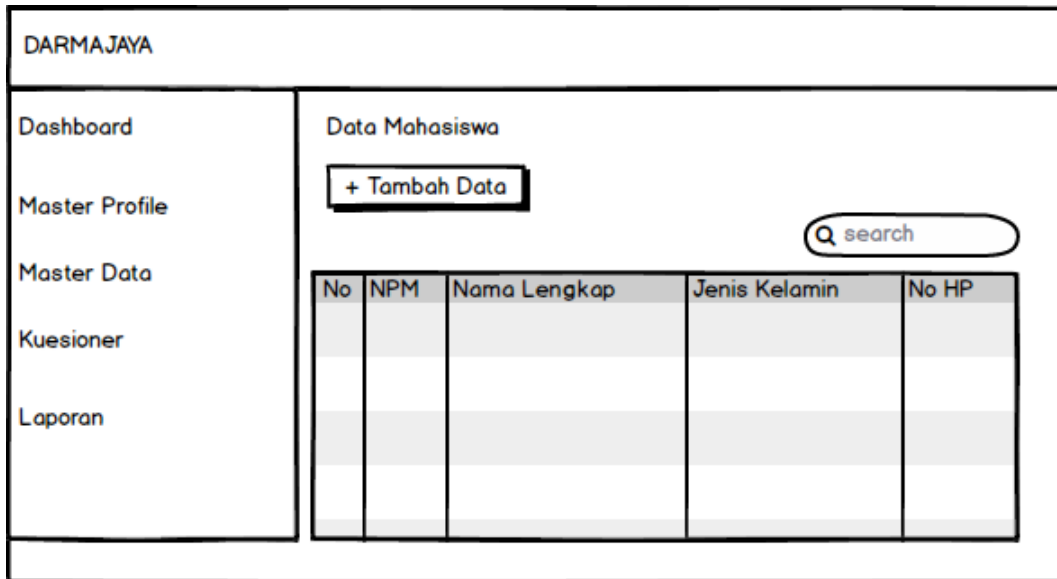 DARMAJAYA
Dashboard
Master Profile
Master Data
Kuesioner
Laporan
Data Mahasiswa
+ Tambah Data
search
No NPM Nama Lengkap Jenis Kelamin No HP